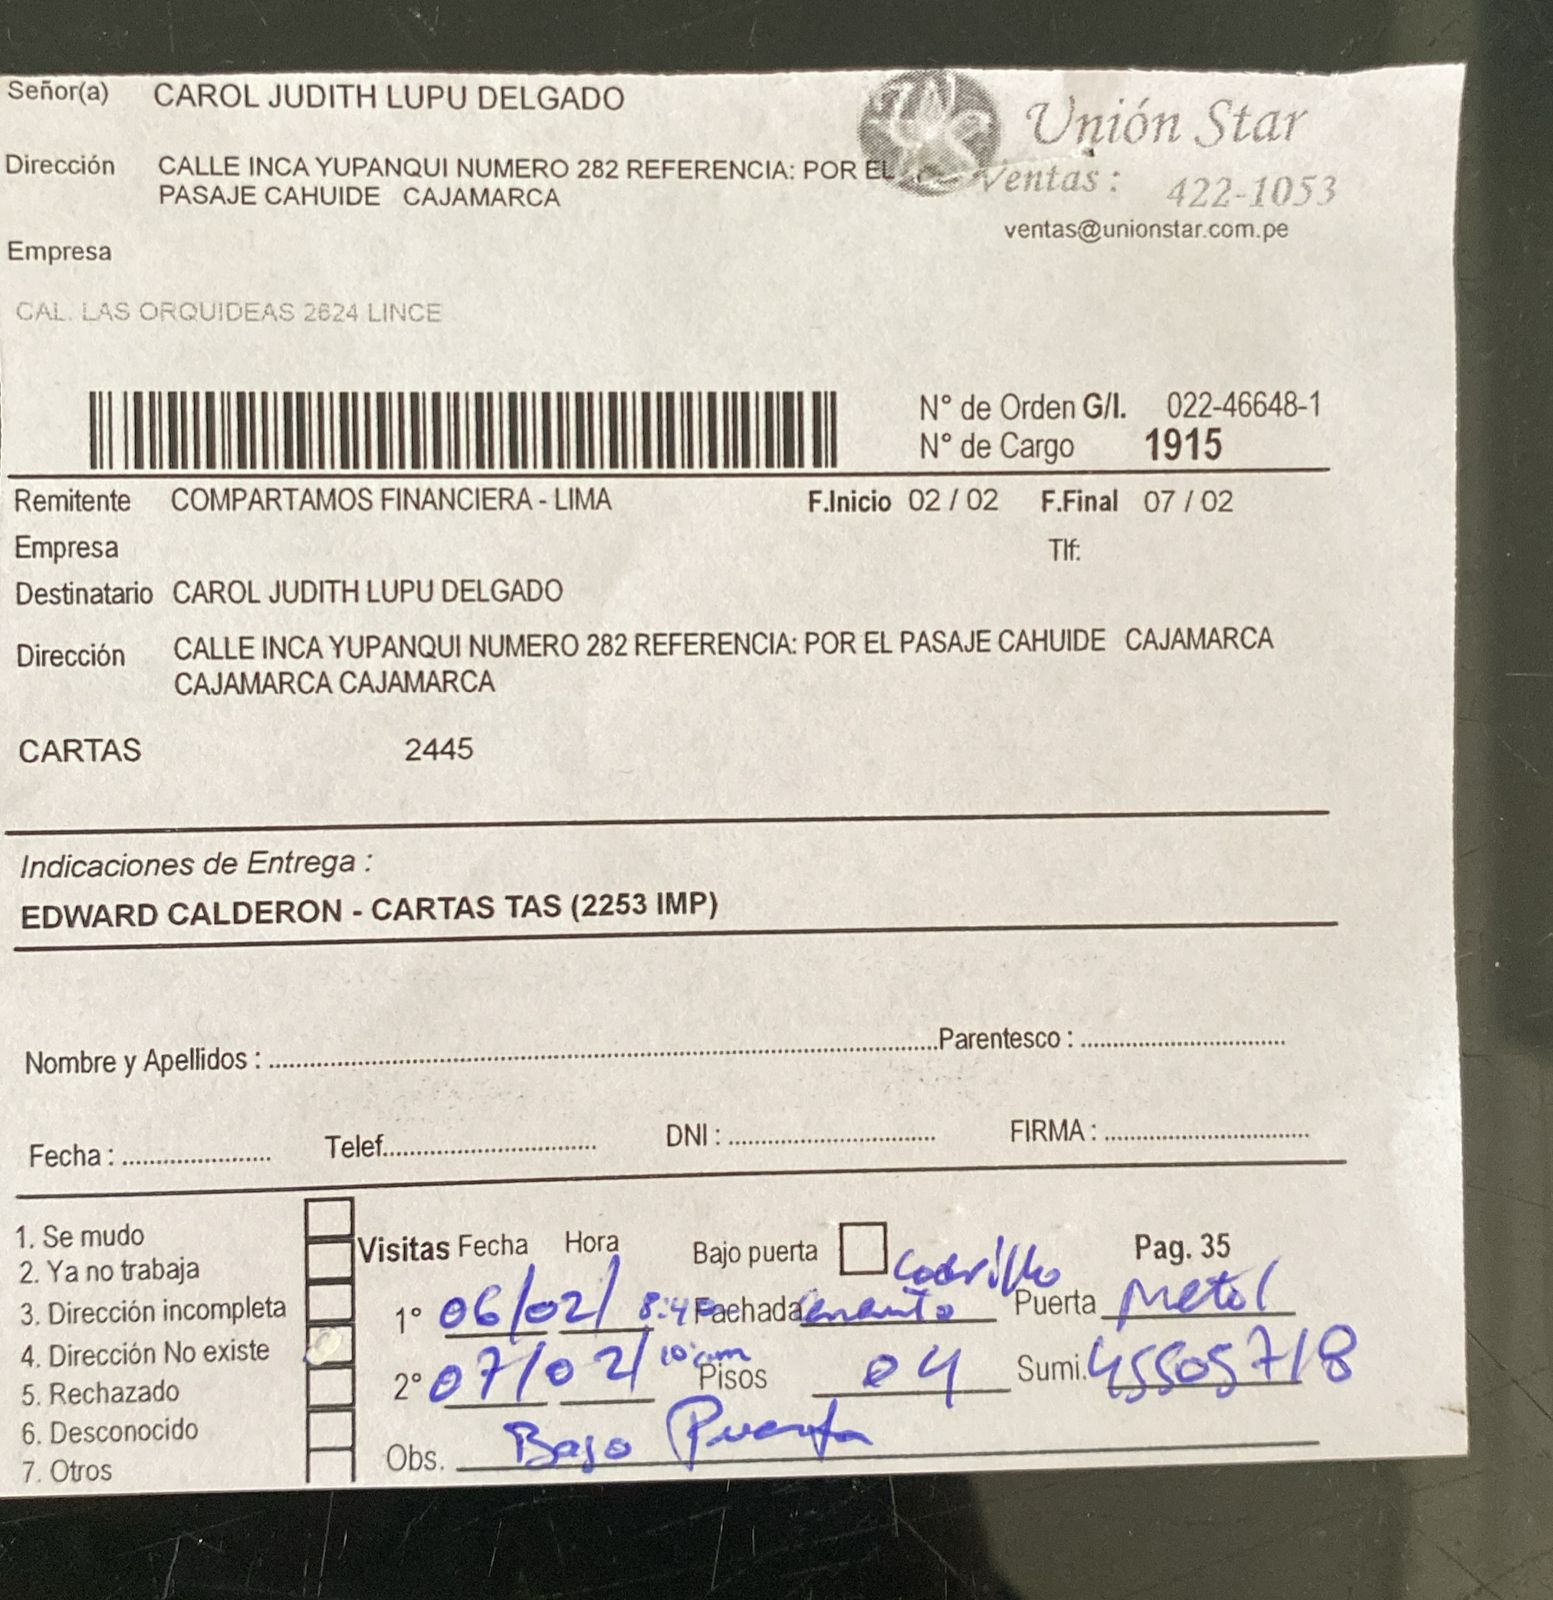 Señor(a) CAROL JUDITH LUPU DELGADO
Unión Star
Dirección CALLE INCA YUPANQUI NUMERO 282 REFERENCIA: POR EL
PASAJE CAHUIDE CAJAMARCA
Ventas: 422-1053
ventas@unionstar.com.pe
Empresa
CAL. LAS ORQUIDEAS 2624 LINCE
N° de Orden G/I. 022-46648-1
N° de Cargo 1915
Remitente COMPARTAMOS FINANCIERA - LIMA F.Inicio 02 / 02 F.Final 07 / 02
Empresa Tlf:
Destinatario CAROL JUDITH LUPU DELGADO
Dirección CALLE INCA YUPANQUI NUMERO 282 REFERENCIA: POR EL PASAJE CAHUIDE CAJAMARCA
CAJAMARCA CAJAMARCA
CARTAS 2445
Indicaciones de Entrega :
EDWARD CALDERON - CARTAS TAS (2253 IMP)
Nombre y Apellidos : Parentesco :
Fecha : Telef. DNI : FIRMA :
1. Se mudo
2. Ya no trabaja
3. Dirección incompleta
4. Dirección No existe
5. Rechazado
6. Desconocido
7. Otros
Visitas Fecha Hora Bajo puerta Pag. 35
1° 06/02/ Fachada Puerta Metal
2° 07/02/ 10:am Pisos 04 Sumi. 45505718
Obs. Bajo Puerta